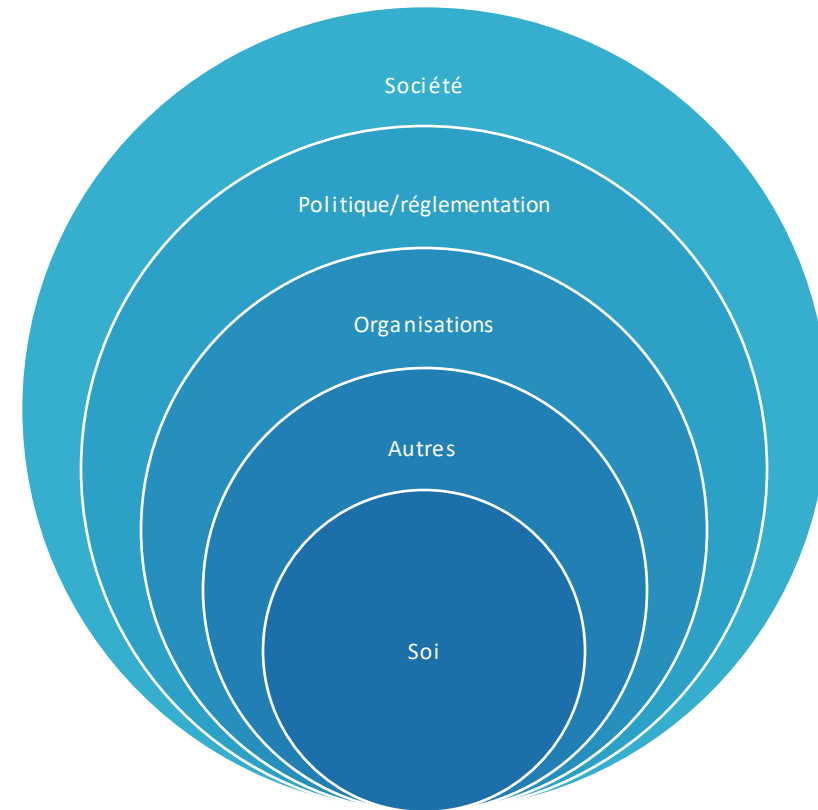 Société
Politique/réglementation
Organisations
Autres
Soi